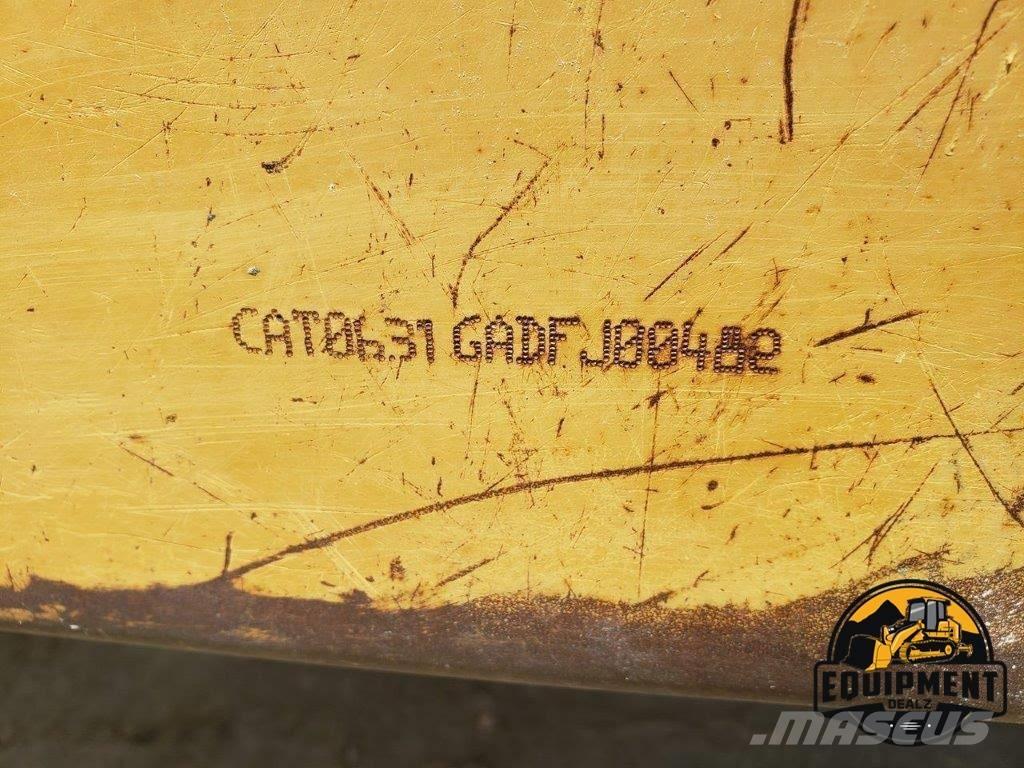 CAT0631GADFJ00482
EQUIPMENT
DEALZ
MASCUS